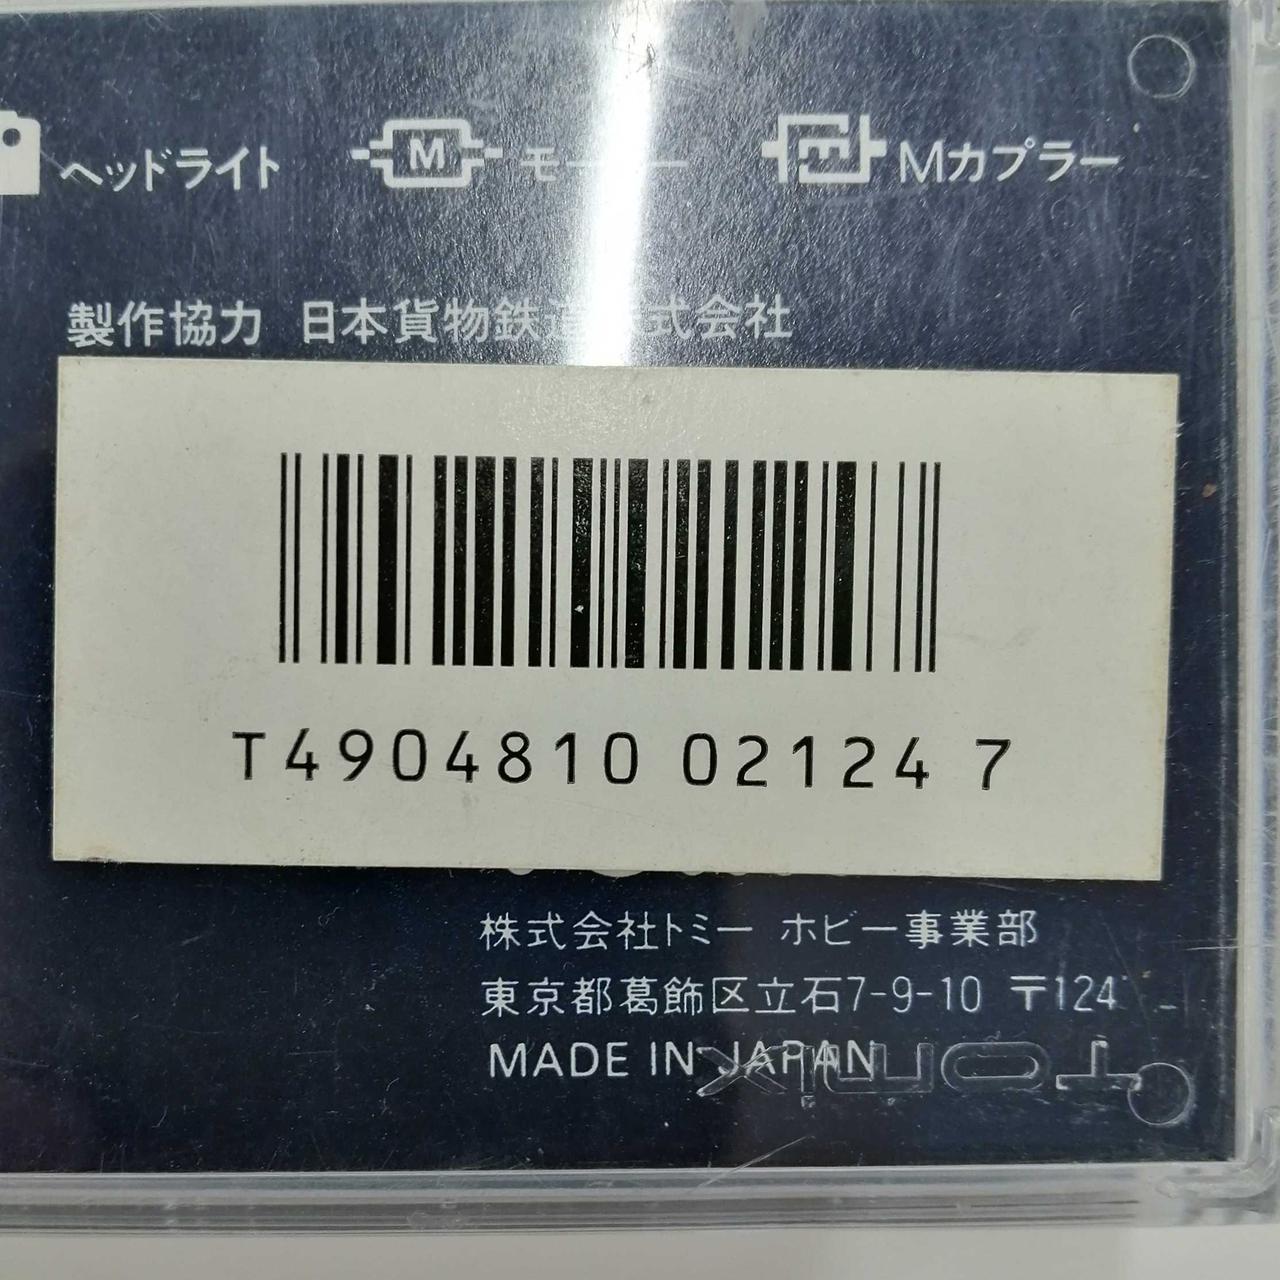 ヘッドライト M モーター Mカプラー
製作協力 日本貨物鉄道株式会社
T4904810 02124 7
株式会社トミー ホビー事業部
東京都葛飾区立石7-9-10 〒124
MADE IN JAPAN
TOMIX